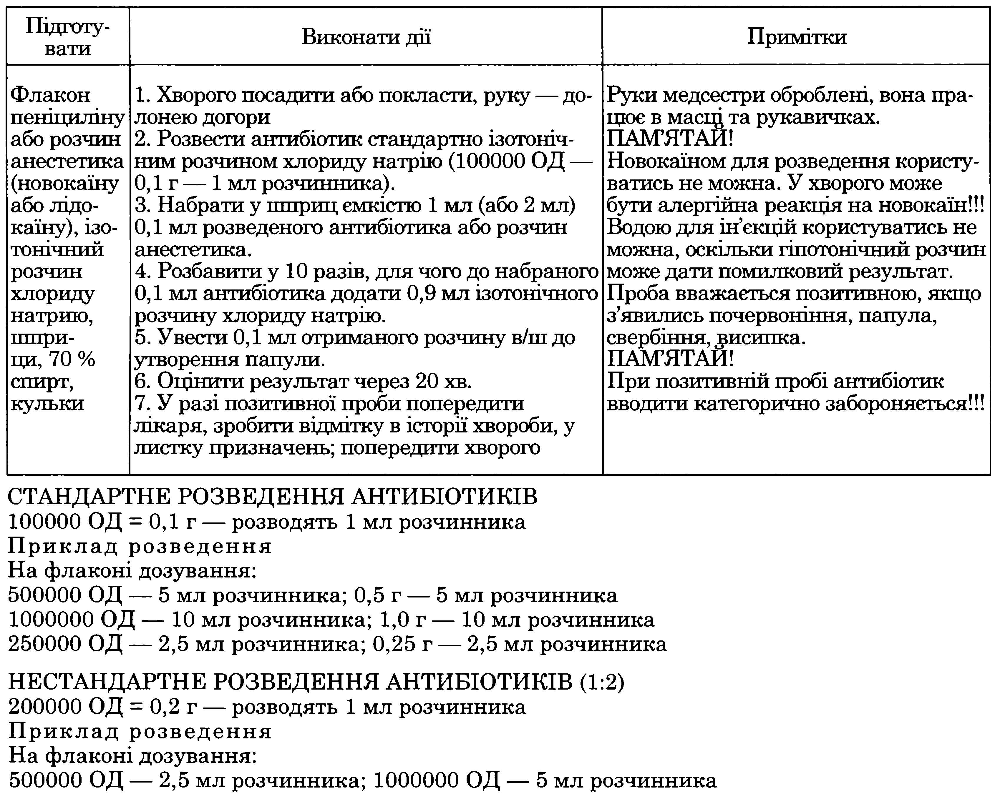 Підготу-
вати
Виконати дії
Примітки
Флакон
пеніциліну
або розчин
анестетика
(новокаїну
або лідо-
каїну), ізо-
тонічний
розчин
хлориду
натрию,
шпри-
ци, 70 %
спирт,
кульки
1. Хворого посадити або покласти, руку — до-
лонею догори
2. Розвести антибіотик стандартно ізотоніч-
ним розчином хлориду натрію (100000 ОД —
0,1 г — 1 мл розчинника).
3. Набрати у шприц ємкістю 1 мл (або 2 мл)
0,1 мл розведеного антибіотика або розчин
анестетика.
4. Розбавити у 10 разів, для чого до набраного
0,1 мл антибіотика додати 0,9 мл ізотонічного
розчину хлориду натрію.
5. Увести 0,1 мл отриманого розчину в/ш до
утворення папули.
6. Оцінити результат через 20 хв.
7. У разі позитивної проби попередити
лікаря, зробити відмітку в історії хвороби, у
листку призначень; попередити хворого
Руки медсестри оброблені, вона пра-
цює в масці та рукавичках.
ПАМ’ЯТАЙ!
Новокаїном для розведення користу-
ватись не можна. У хворого може
бути алергійна реакція на новокаїн!!!
Водою для ін’єкцій користуватись не
можна, оскільки гіпотонічний розчин
може дати помилковий результат.
Проба вважається позитивною, якщо
з’явились почервоніння, папула,
свербіння, висипка.
ПАМ’ЯТАЙ!
При позитивній пробі антибіотик
вводити категорично забороняється!!!
СТАНДАРТНЕ РОЗВЕДЕННЯ АНТИБІОТИКІВ
100000 ОД = 0,1 г — розводять 1 мл розчинника
Приклад розведення
На флаконі дозування:
500000 ОД — 5 мл розчинника; 0,5 г — 5 мл розчинника
1000000 ОД — 10 мл розчинника; 1,0 г — 10 мл розчинника
250000 ОД — 2,5 мл розчинника; 0,25 г — 2,5 мл розчинника
НЕСТАНДАРТНЕ РОЗВЕДЕННЯ АНТИБІОТИКІВ (1:2)
200000 ОД = 0,2 г — розводять 1 мл розчинника
Приклад розведення
На флаконі дозування:
500000 ОД — 2,5 мл розчинника; 1000000 ОД — 5 мл розчинника